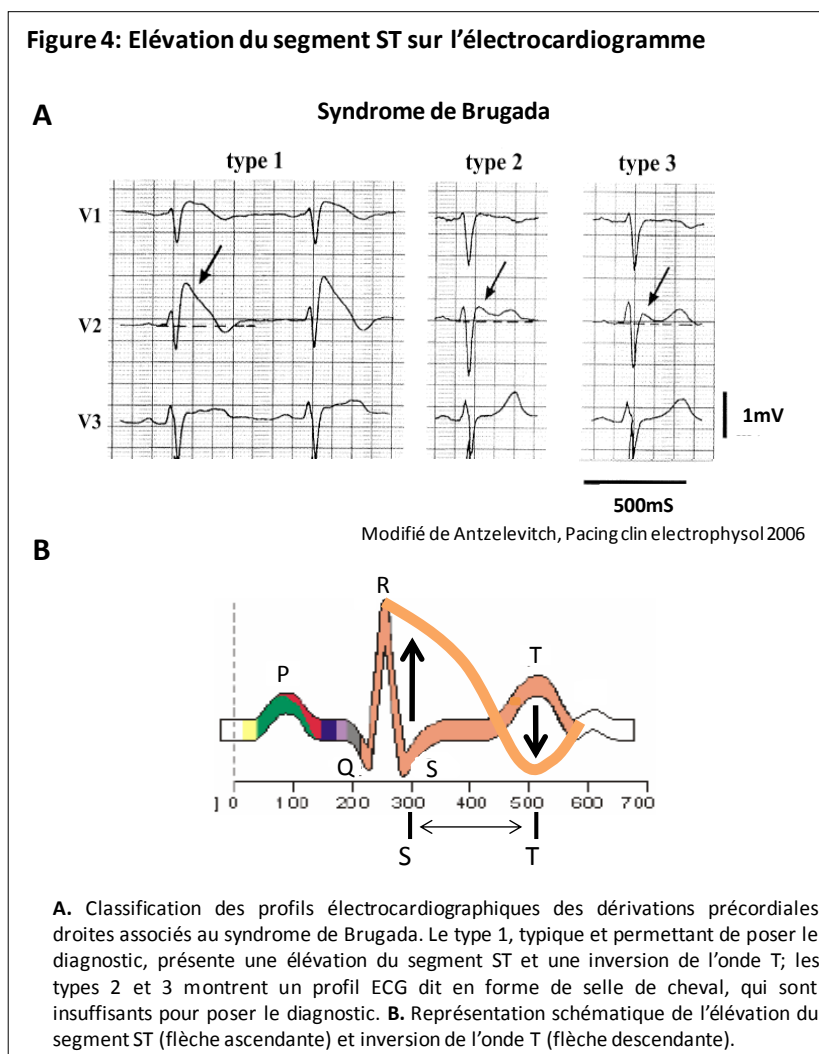 Figure 4: Elévation du segment ST sur l’électrocardiogramme
A
Syndrome de Brugada
type 1
type 2
type 3
V1
V2
V3
1mV
500mS
Modifié de Antzelevitch, Pacing clin electrophysol 2006
B
R
P
T
Q
S
] 0 100 200 300 400 500 600 700
S
T
A. Classification des profils électrocardiographiques des dérivations précordiales
droites associés au syndrome de Brugada. Le type 1, typique et permettant de poser le
diagnostic, présente une élévation du segment ST et une inversion de l’onde T; les
types 2 et 3 montrent un profil ECG dit en forme de selle de cheval, qui sont
insuffisants pour poser le diagnostic. B. Représentation schématique de l’élévation du
segment ST (flèche ascendante) et inversion de l’onde T (flèche descendante).